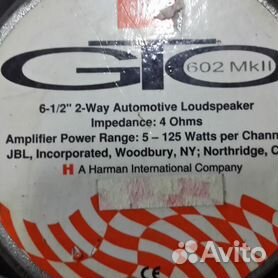 GTO
602 MkII
6-1/2" 2-Way Automotive Loudspeaker
Impedance: 4 Ohms
Amplifier Power Range: 5 – 125 Watts per Chann
JBL, Incorporated, Woodbury, NY; Northridge, C
H A Harman International Company
CE
Avito